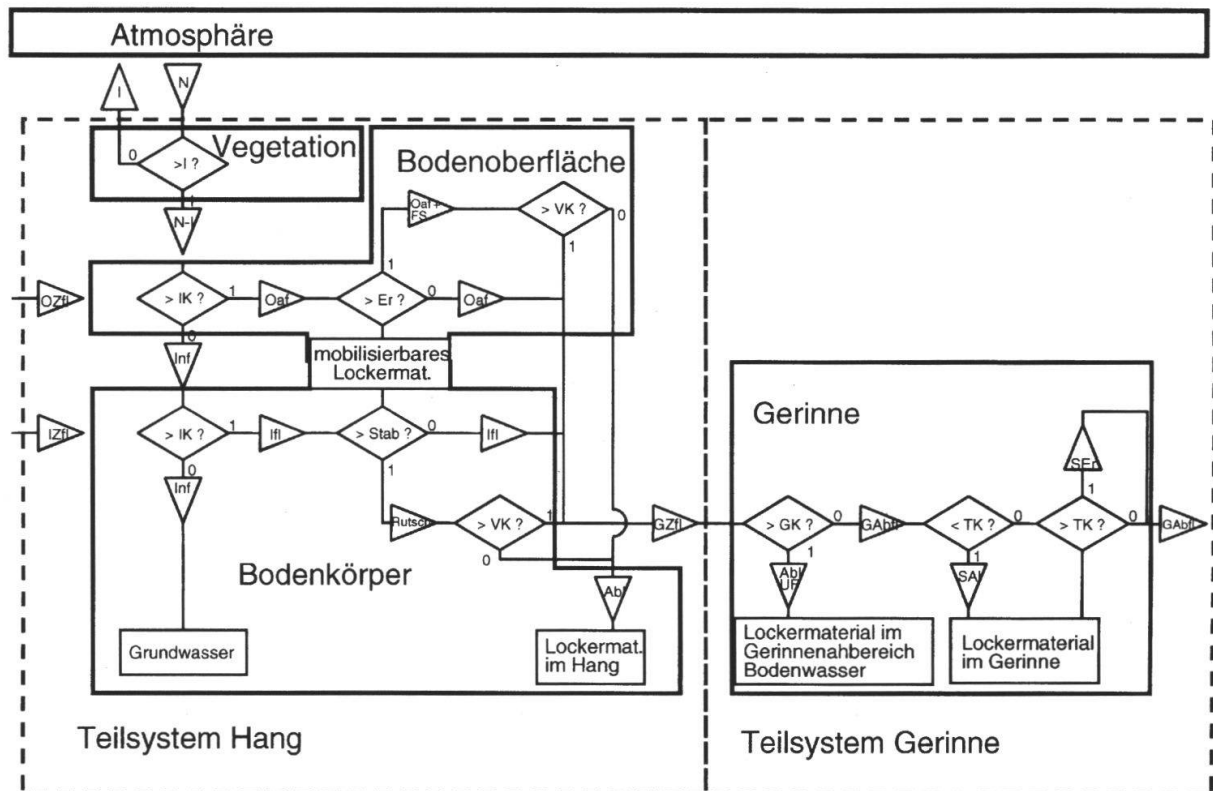 Atmosphäre
I
N
Vegetation
>I ?
0
1
N-I
Bodenoberfläche
Oaf +
FS
> VK ?
0
1
1
OZfl
> IK ?
1
Oaf
> Er ?
0
Oaf
0
Inf
mobilisierbares
Lockermat.
IZfl
> IK ?
1
Ifl
> Stab ?
0
Ifl
0
Inf
1
Rutsch
> VK ?
1
0
GZfl
Bodenkörper
Abl
Grundwasser
Lockermat.
im Hang
Teilsystem Hang
Gerinne
SEr
1
> GK ?
0
GAbfl
< TK ?
0
> TK ?
0
GAbfl
1
Abl
UF
1
SAl
Lockermaterial im
Gerinnenahbereich
Bodenwasser
Lockermaterial
im Gerinne
Teilsystem Gerinne